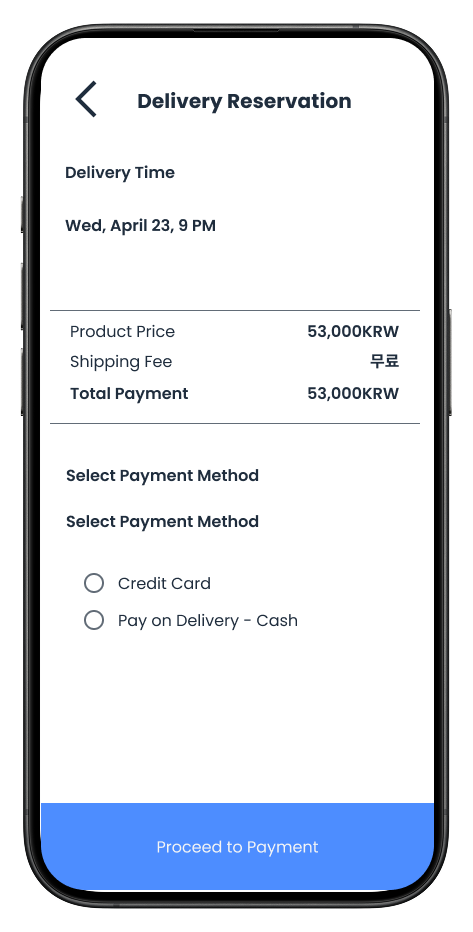 Delivery Reservation
Delivery Time
Wed, April 23, 9 PM
Product Price 53,000KRW
Shipping Fee 무료
Total Payment 53,000KRW
Select Payment Method
Select Payment Method
Credit Card
Pay on Delivery - Cash
Proceed to Payment